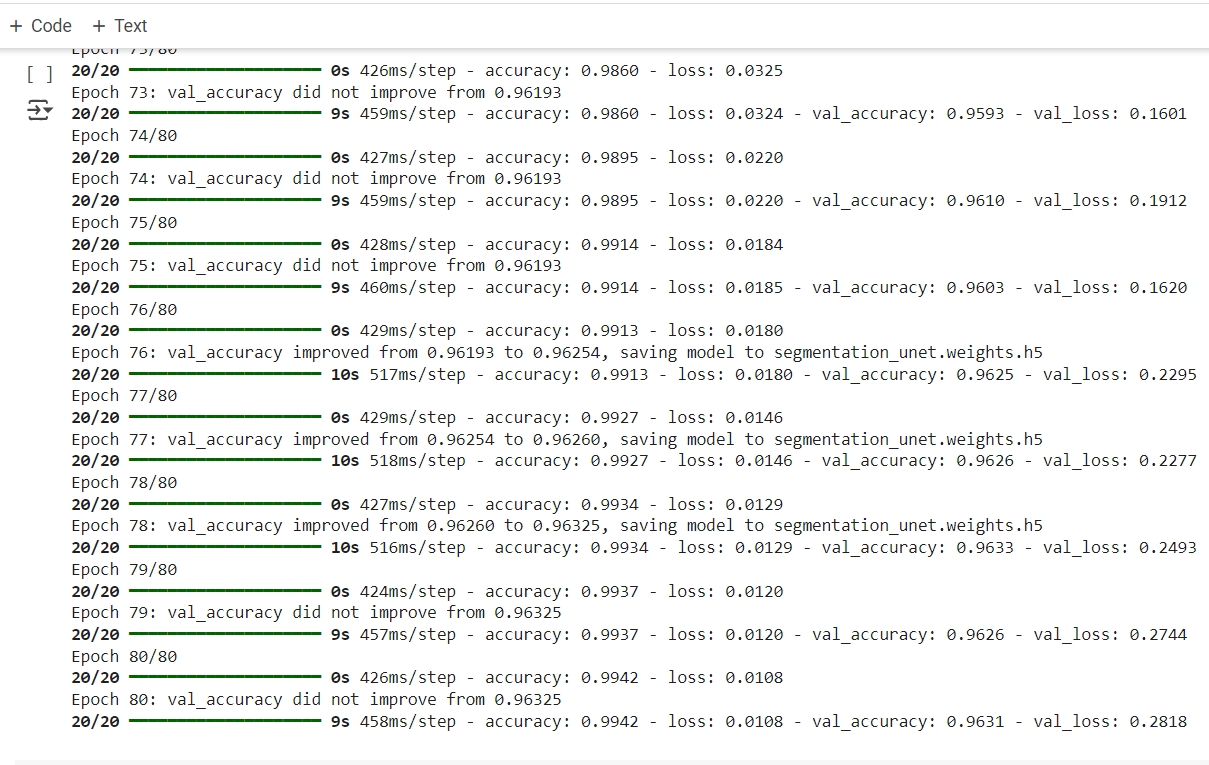 + Code + Text
Epoch 73/80
[ ] 20/20 ━━━━━━━━━━━━━━━━━━━━ 0s 426ms/step - accuracy: 0.9860 - loss: 0.0325
Epoch 73: val_accuracy did not improve from 0.96193
20/20 ━━━━━━━━━━━━━━━━━━━━ 9s 459ms/step - accuracy: 0.9860 - loss: 0.0324 - val_accuracy: 0.9593 - val_loss: 0.1601
Epoch 74/80
20/20 ━━━━━━━━━━━━━━━━━━━━ 0s 427ms/step - accuracy: 0.9895 - loss: 0.0220
Epoch 74: val_accuracy did not improve from 0.96193
20/20 ━━━━━━━━━━━━━━━━━━━━ 9s 459ms/step - accuracy: 0.9895 - loss: 0.0220 - val_accuracy: 0.9610 - val_loss: 0.1912
Epoch 75/80
20/20 ━━━━━━━━━━━━━━━━━━━━ 0s 428ms/step - accuracy: 0.9914 - loss: 0.0184
Epoch 75: val_accuracy did not improve from 0.96193
20/20 ━━━━━━━━━━━━━━━━━━━━ 9s 460ms/step - accuracy: 0.9914 - loss: 0.0185 - val_accuracy: 0.9603 - val_loss: 0.1620
Epoch 76/80
20/20 ━━━━━━━━━━━━━━━━━━━━ 0s 429ms/step - accuracy: 0.9913 - loss: 0.0180
Epoch 76: val_accuracy improved from 0.96193 to 0.96254, saving model to segmentation_unet.weights.h5
20/20 ━━━━━━━━━━━━━━━━━━━━ 10s 517ms/step - accuracy: 0.9913 - loss: 0.0180 - val_accuracy: 0.9625 - val_loss: 0.2295
Epoch 77/80
20/20 ━━━━━━━━━━━━━━━━━━━━ 0s 429ms/step - accuracy: 0.9927 - loss: 0.0146
Epoch 77: val_accuracy improved from 0.96254 to 0.96260, saving model to segmentation_unet.weights.h5
20/20 ━━━━━━━━━━━━━━━━━━━━ 10s 518ms/step - accuracy: 0.9927 - loss: 0.0146 - val_accuracy: 0.9626 - val_loss: 0.2277
Epoch 78/80
20/20 ━━━━━━━━━━━━━━━━━━━━ 0s 427ms/step - accuracy: 0.9934 - loss: 0.0129
Epoch 78: val_accuracy improved from 0.96260 to 0.96325, saving model to segmentation_unet.weights.h5
20/20 ━━━━━━━━━━━━━━━━━━━━ 10s 516ms/step - accuracy: 0.9934 - loss: 0.0129 - val_accuracy: 0.9633 - val_loss: 0.2493
Epoch 79/80
20/20 ━━━━━━━━━━━━━━━━━━━━ 0s 424ms/step - accuracy: 0.9937 - loss: 0.0120
Epoch 79: val_accuracy did not improve from 0.96325
20/20 ━━━━━━━━━━━━━━━━━━━━ 9s 457ms/step - accuracy: 0.9937 - loss: 0.0120 - val_accuracy: 0.9626 - val_loss: 0.2744
Epoch 80/80
20/20 ━━━━━━━━━━━━━━━━━━━━ 0s 426ms/step - accuracy: 0.9942 - loss: 0.0108
Epoch 80: val_accuracy did not improve from 0.96325
20/20 ━━━━━━━━━━━━━━━━━━━━ 9s 458ms/step - accuracy: 0.9942 - loss: 0.0108 - val_accuracy: 0.9631 - val_loss: 0.2818